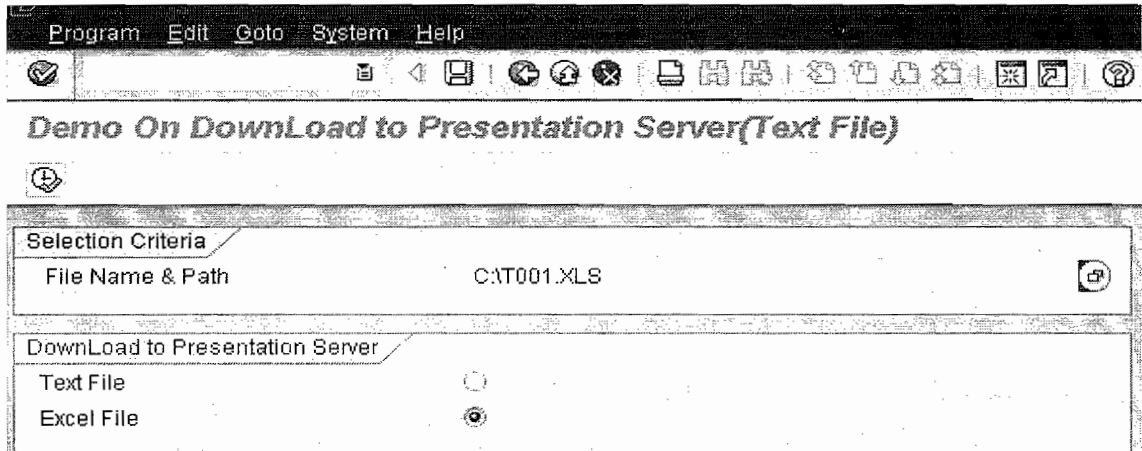 Program Edit Goto System Help
Demo On DownLoad to Presentation Server(Text File)
Selection Criteria
File Name & Path C:\T001.XLS
DownLoad to Presentation Server
Text File
Excel File